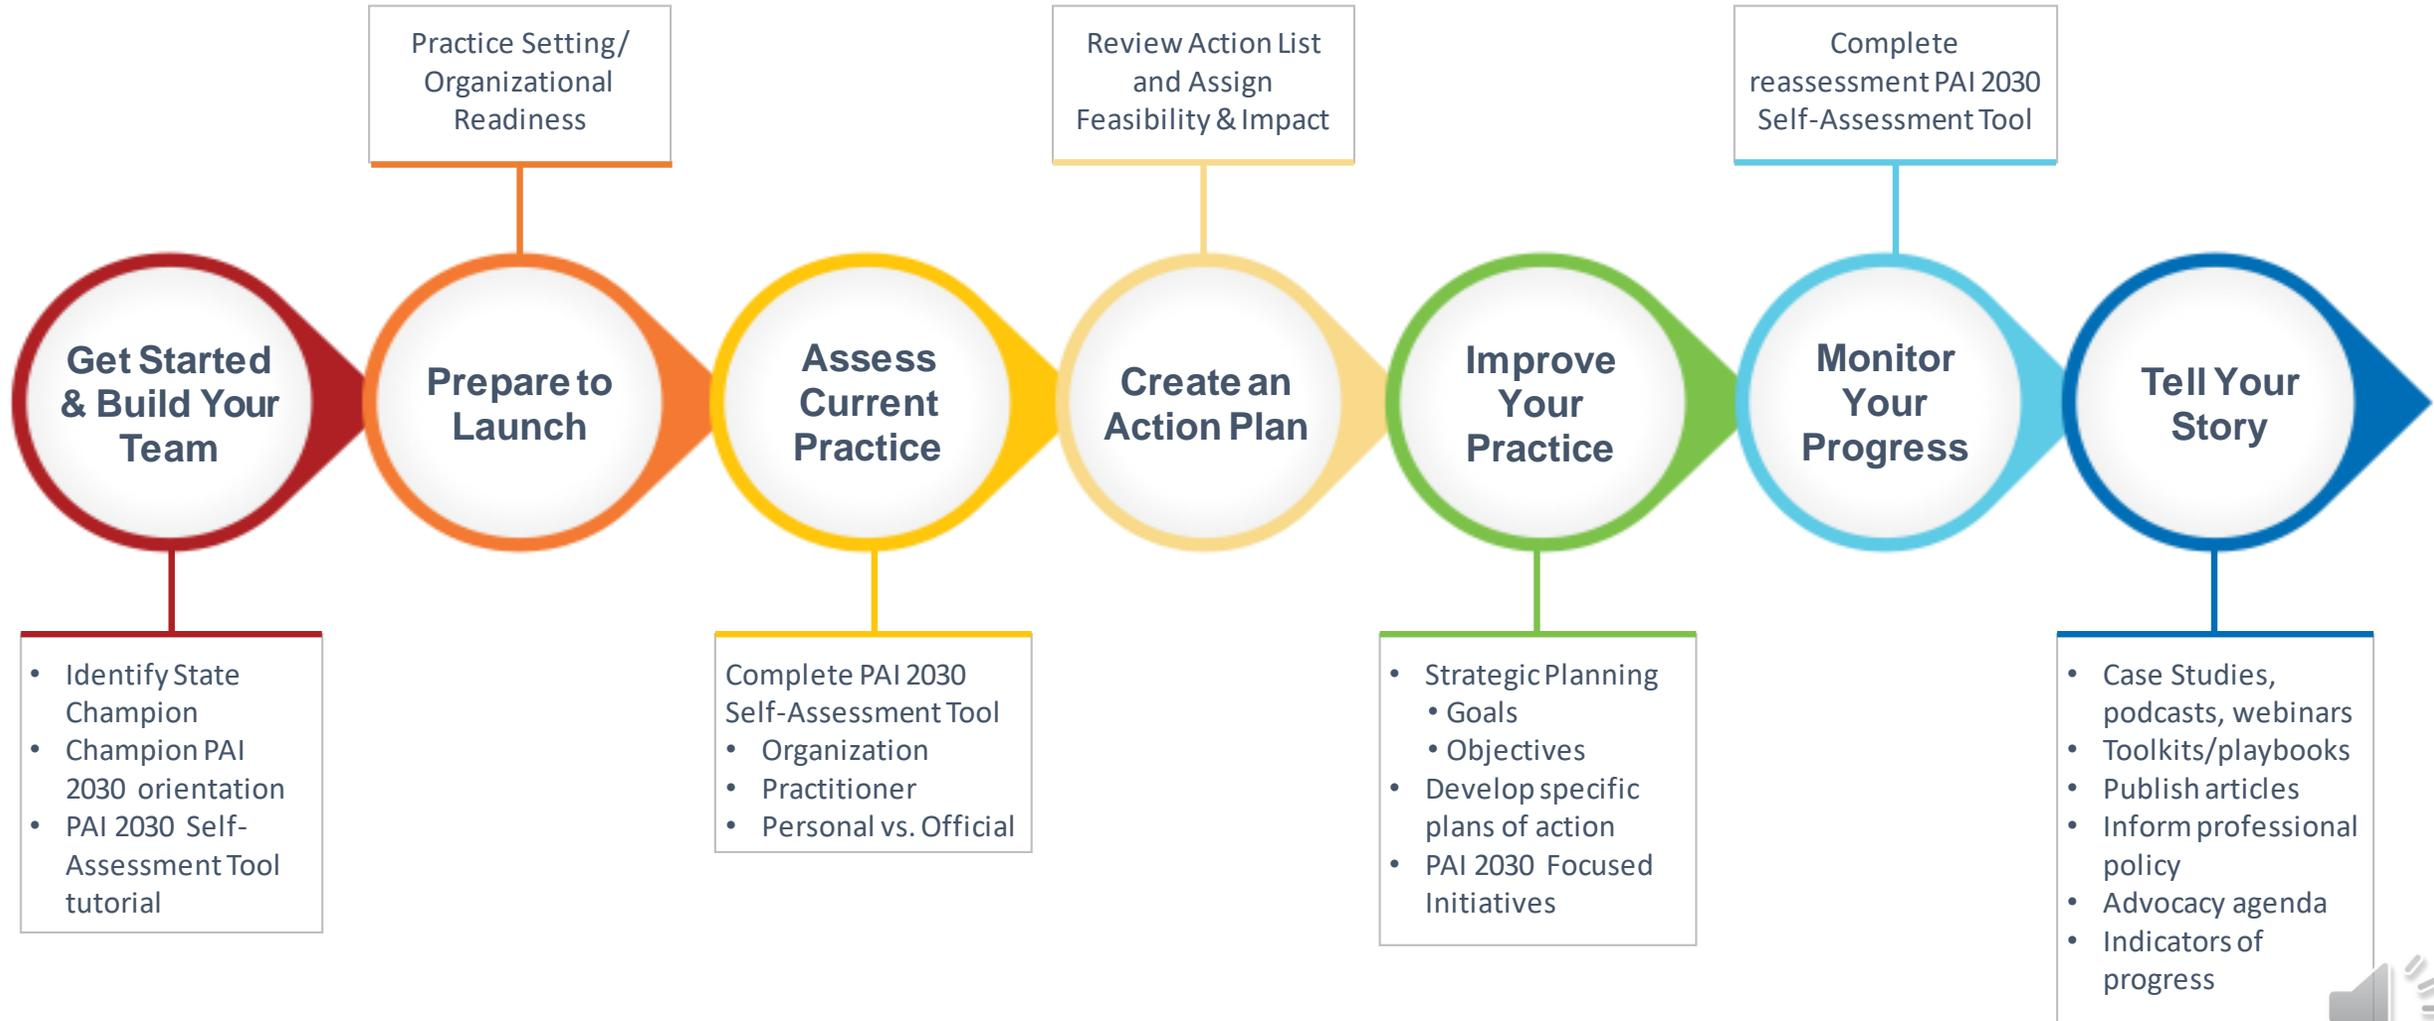 Practice Setting/
Organizational
Readiness
Review Action List
and Assign
Feasibility & Impact
Complete
reassessment PAI 2030
Self-Assessment Tool
Get Started
& Build Your
Team
Prepare to
Launch
Assess
Current
Practice
Create an
Action Plan
Improve
Your
Practice
Monitor
Your
Progress
Tell Your
Story
• Identify State
Champion
• Champion PAI
2030 orientation
• PAI 2030 Self-
Assessment Tool
tutorial
Complete PAI 2030
Self-Assessment Tool
• Organization
• Practitioner
• Personal vs. Official
• Strategic Planning
• Goals
• Objectives
• Develop specific
plans of action
• PAI 2030 Focused
Initiatives
• Case Studies,
podcasts, webinars
• Toolkits/playbooks
• Publish articles
• Inform professional
policy
• Advocacy agenda
• Indicators of
progress